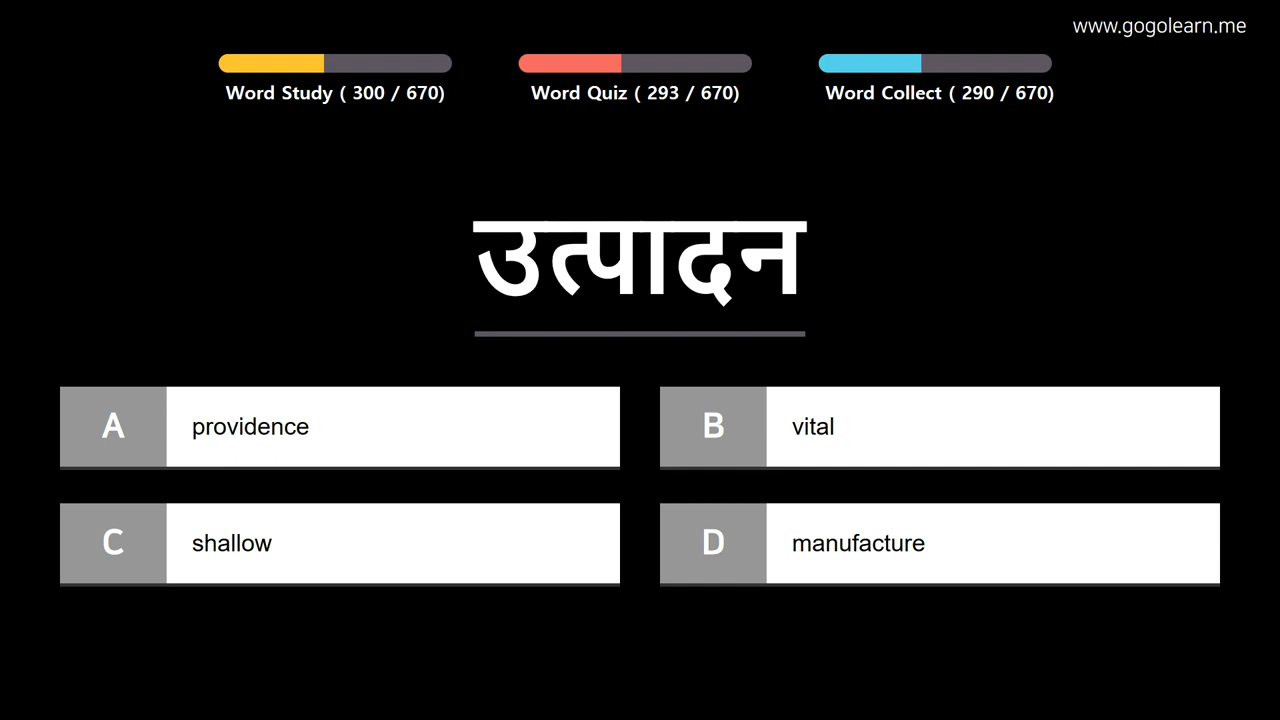 www.gogolearn.me
Word Study ( 300 / 670)
Word Quiz ( 293 / 670)
Word Collect ( 290 / 670)
उत्पादन
A providence
B vital
C shallow
D manufacture